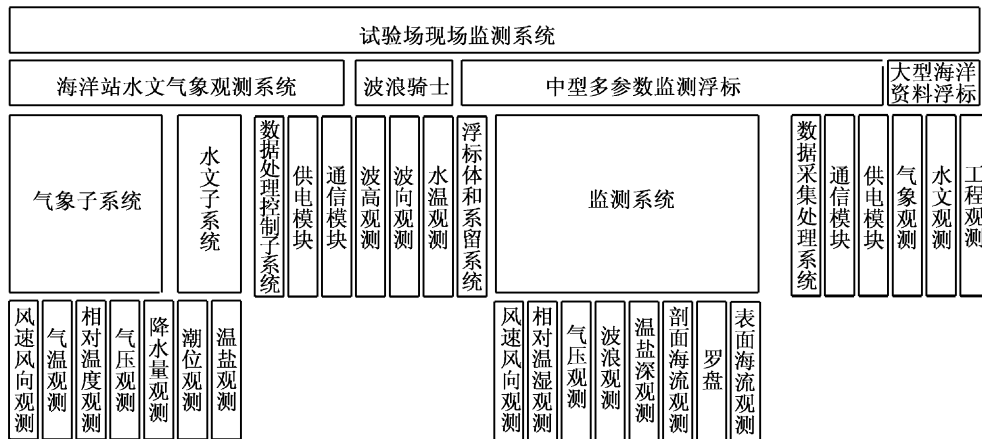 试验场现场监测系统
海洋站水文气象观测系统
波浪骑士
中型多参数监测浮标
大型海洋
资料浮标
气象子系统
水文子系统
数据处理控制子系统
供电模块
通信模块
波高观测
波向观测
水温观测
浮标体和系留系统
监测系统
数据采集处理系统
通信模块
供电模块
气象观测
水文观测
工程观测
风速风向观测
气温观测
相对温度观测
气压观测
降水量观测
潮位观测
温盐观测
风速风向观测
相对温湿观测
气压观测
波浪观测
温盐深观测
剖面海流观测
罗盘
表面海流观测